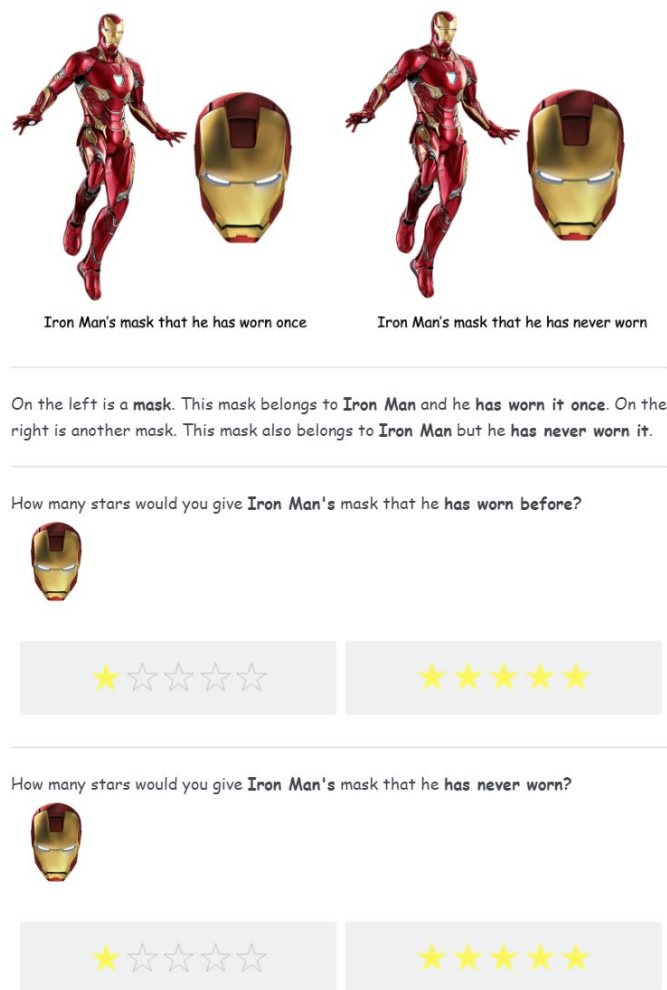 Iron Man's mask that he has worn once
Iron Man's mask that he has never worn
On the left is a mask. This mask belongs to Iron Man and he has worn it once. On the
right is another mask. This mask also belongs to Iron Man but he has never worn it.
How many stars would you give Iron Man's mask that he has worn before?
How many stars would you give Iron Man's mask that he has never worn?